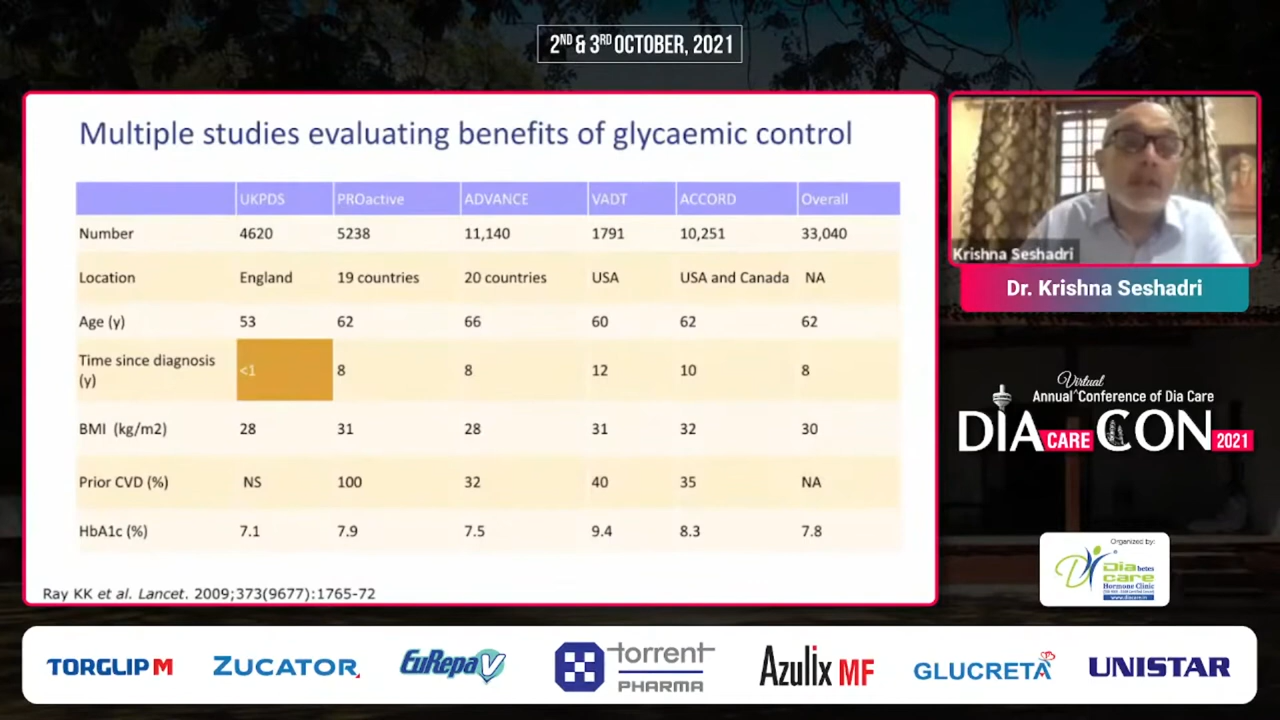 2ND & 3RD OCTOBER, 2021
Multiple studies evaluating benefits of glycaemic control
UKPDS PROactive ADVANCE VADT ACCORD Overall
Number 4620 5238 11,140 1791 10,251 33,040
Location England 19 countries 20 countries USA USA and Canada NA
Age (y) 53 62 66 60 62 62
Time since diagnosis
(y) <1 8 8 12 10 8
BMI (kg/m2) 28 31 28 31 32 30
Prior CVD (%) NS 100 32 40 35 NA
HbA1c (%) 7.1 7.9 7.5 9.4 8.3 7.8
Ray KK et al. Lancet. 2009;373(9677):1765-72
Krishna Seshadri
Dr. Krishna Seshadri
Virtual
Annual ^Conference of Dia Care
DIA CARE CON 2021
Organized by:
Diabetes
care
Hormone Clinic
www.diacare.in
TORGLIP M ZUCATOR EuRepa V torrent PHARMA Azulix MF GLUCRETA UNISTAR